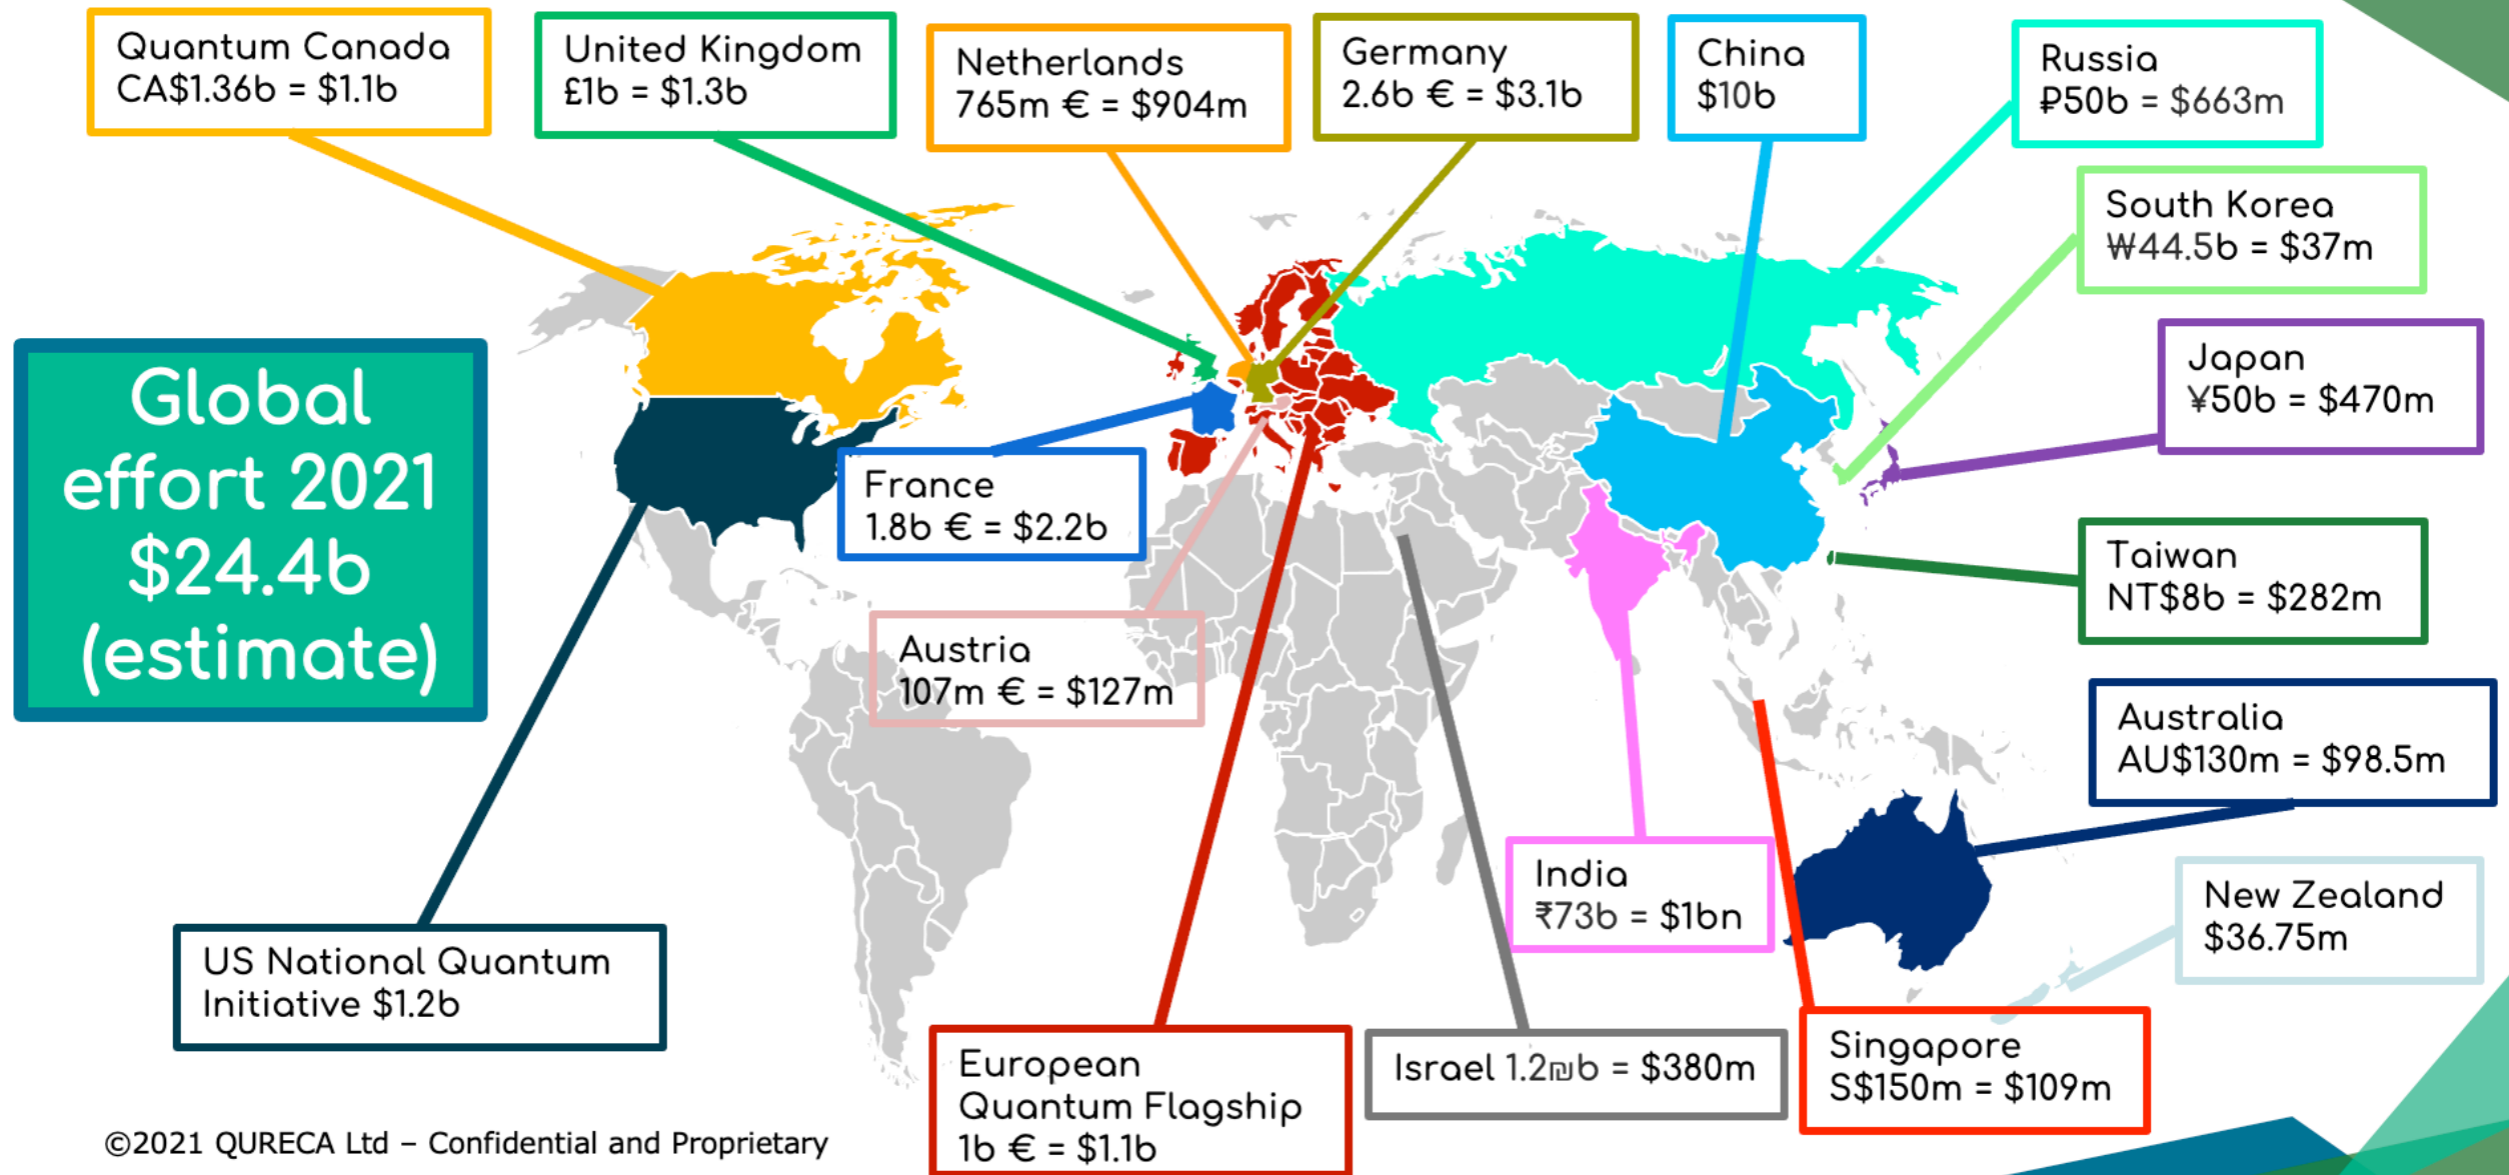 Quantum Canada
CA$1.36b = $1.1b
United Kingdom
£1b = $1.3b
Netherlands
765m € = $904m
Germany
2.6b € = $3.1b
China
$10b
Russia
₽50b = $663m
South Korea
₩44.5b = $37m
Japan
¥50b = $470m
Global
effort 2021
$24.4b
(estimate)
France
1.8b € = $2.2b
Taiwan
NT$8b = $282m
Austria
107m € = $127m
Australia
AU$130m = $98.5m
India
₹73b = $1bn
New Zealand
$36.75m
US National Quantum
Initiative $1.2b
European
Quantum Flagship
1b € = $1.1b
Israel 1.2₪b = $380m
Singapore
S$150m = $109m
©2021 QURECA Ltd – Confidential and Proprietary